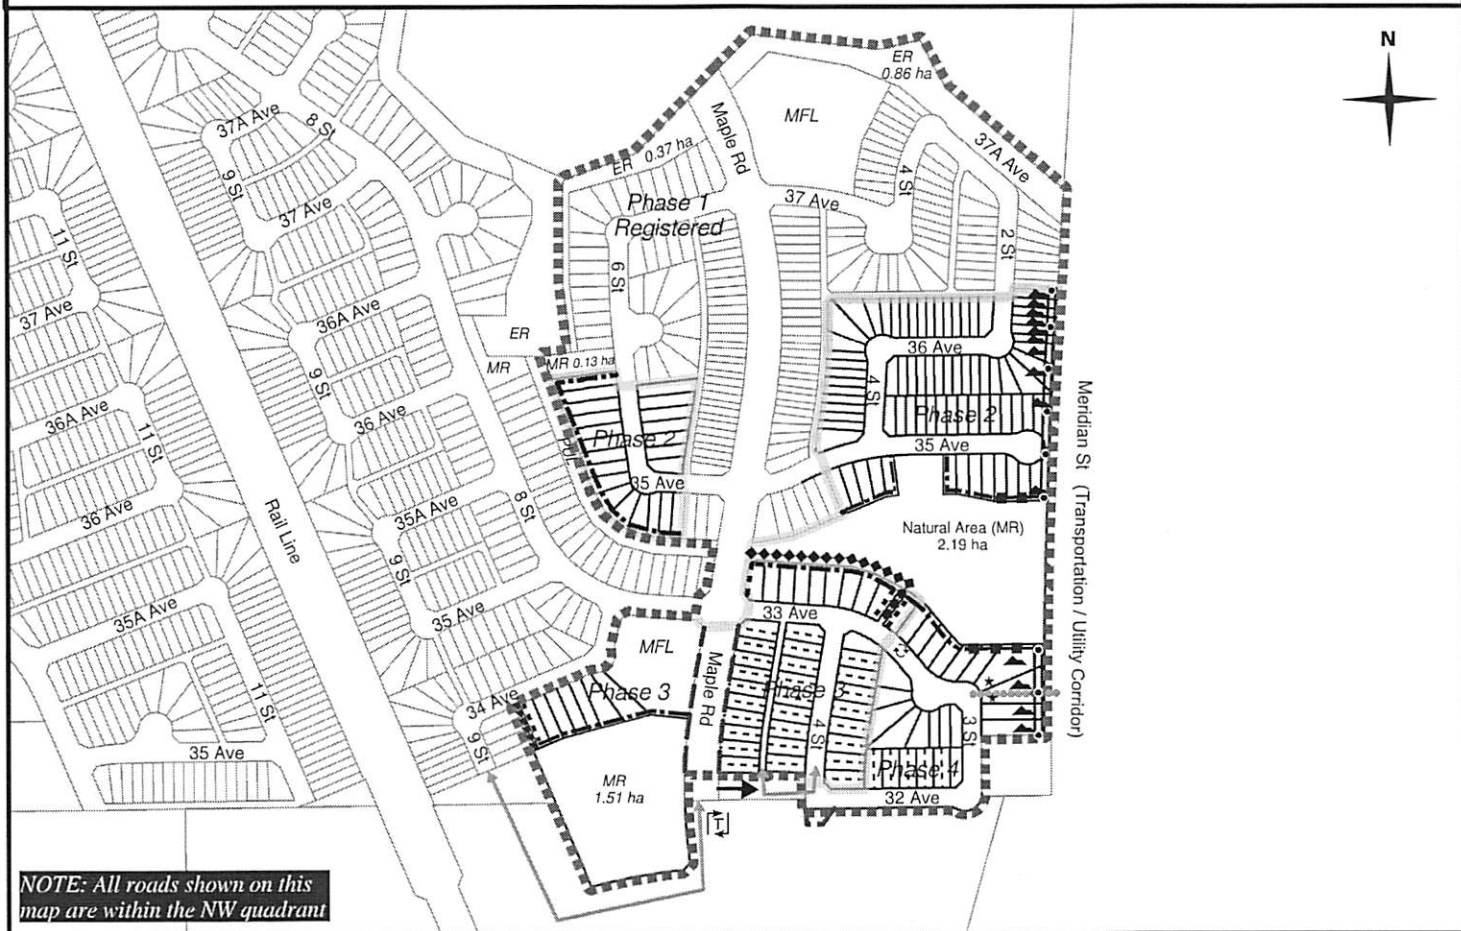 N
ER
0.86 ha
MFL
37A Ave
8 St
37A Ave
Maple Rd
ER 0.37 ha
4 St
9 St
Phase 1
Registered
37 Ave
37 Ave
11 St
2 St
6 St
37 Ave
36A Ave
ER
36 Ave
MR 0.13 ha
MR
9 St
4 St
Meridian St (Transportation / Utility Corridor)
36A Ave
36 Ave
Phase 2
11 St
Phase 2
PUL
35 Ave
35 Ave
36 Ave
35A Ave
8 St
Rail Line
Natural Area (MR)
2.19 ha
9 St
35A Ave
35 Ave
33 Ave
MFL
Maple Rd
Phase 3
Phase 3
11 St
34 Ave
9 St
4 St
3 St
35 Ave
Phase 4
MR
1.51 ha
32 Ave
T
NOTE: All roads shown on this
map are within the NW quadrant